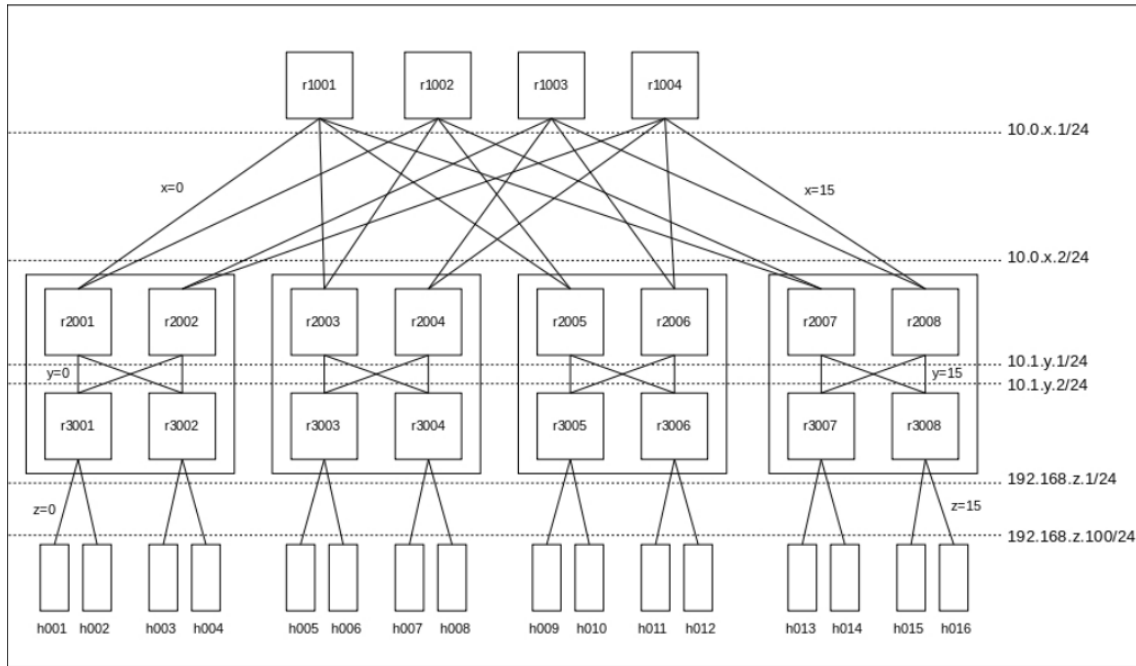 r1001 r1002 r1003 r1004
10.0.x.1/24
x=0 x=15
10.0.x.2/24
r2001 r2002 r2003 r2004 r2005 r2006 r2007 r2008
10.1.y.1/24
y=0 y=15
10.1.y.2/24
r3001 r3002 r3003 r3004 r3005 r3006 r3007 r3008
192.168.z.1/24
z=0 z=15
192.168.z.100/24
h001 h002 h003 h004 h005 h006 h007 h008 h009 h010 h011 h012 h013 h014 h015 h016